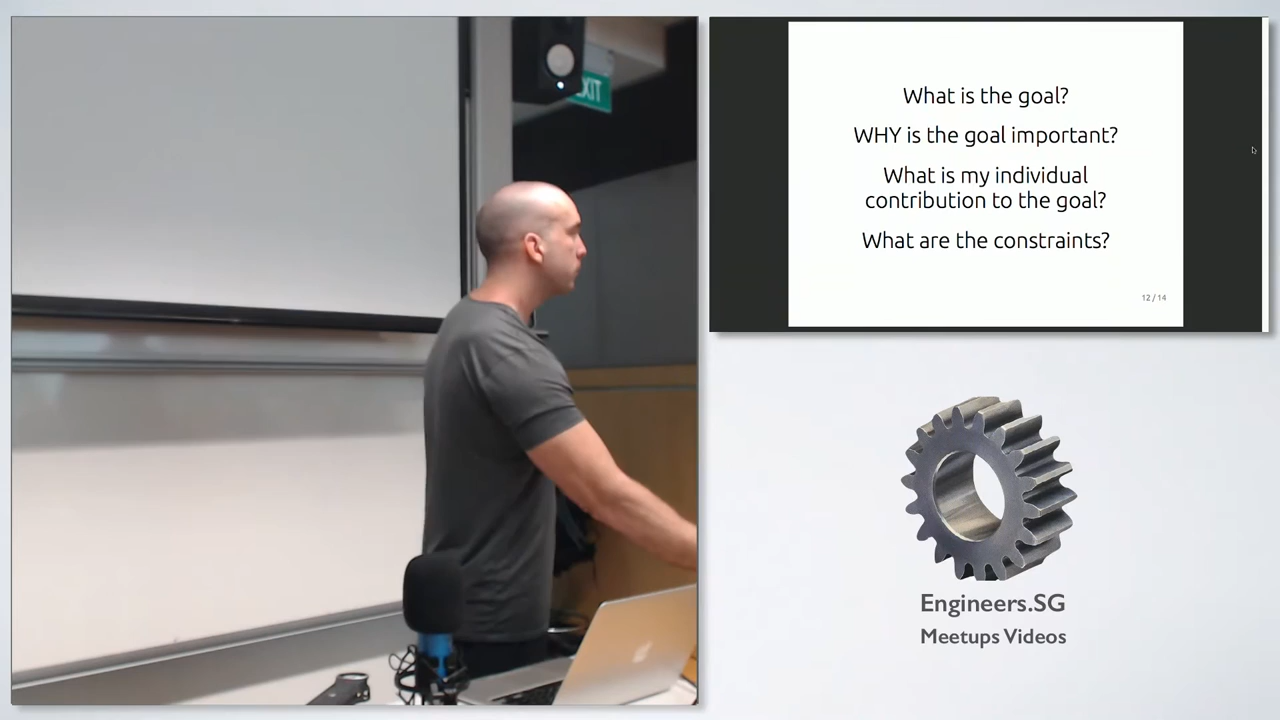 EXIT
What is the goal?
WHY is the goal important?
What is my individual
contribution to the goal?
What are the constraints?
12 / 14
Engineers.SG
Meetups Videos